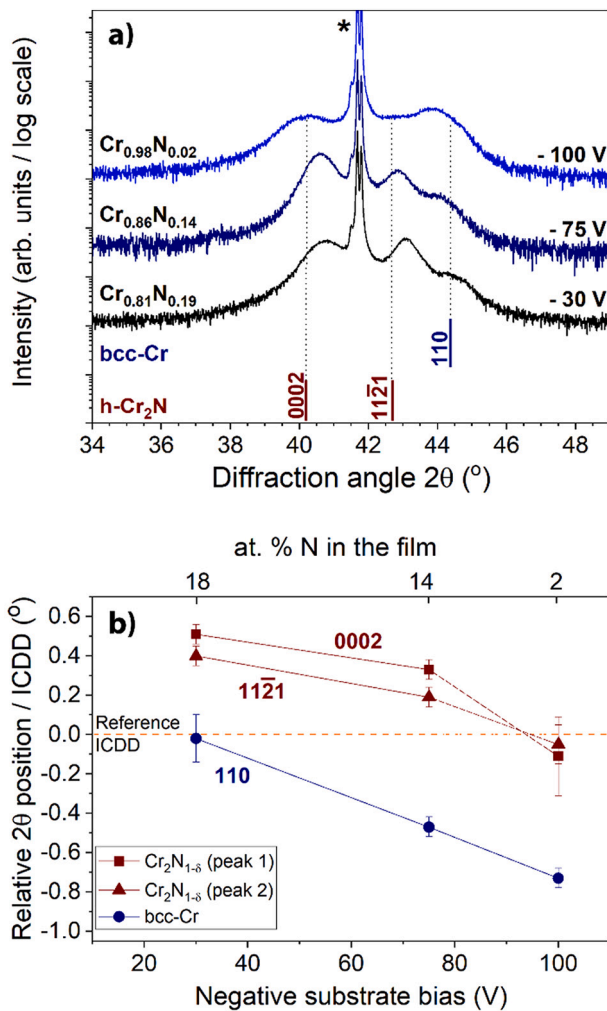 a)
*
Cr0.98N0.02
- 100 V
Cr0.86N0.14
- 75 V
Cr0.81N0.19
- 30 V
bcc-Cr
110
h-Cr2N
0002
112̄1
Intensity (arb. units / log scale)
34 36 38 40 42 44 46 48
Diffraction angle 2θ (°)
at. % N in the film
18 14 2
b)
0002
112̄1
Reference
ICDD
110
0.6
0.4
0.2
0.0
-0.2
-0.4
-0.6
-0.8
-1.0
Cr2N1-δ (peak 1)
Cr2N1-δ (peak 2)
bcc-Cr
Relative 2θ position / ICDD (°)
20 40 60 80 100
Negative substrate bias (V)